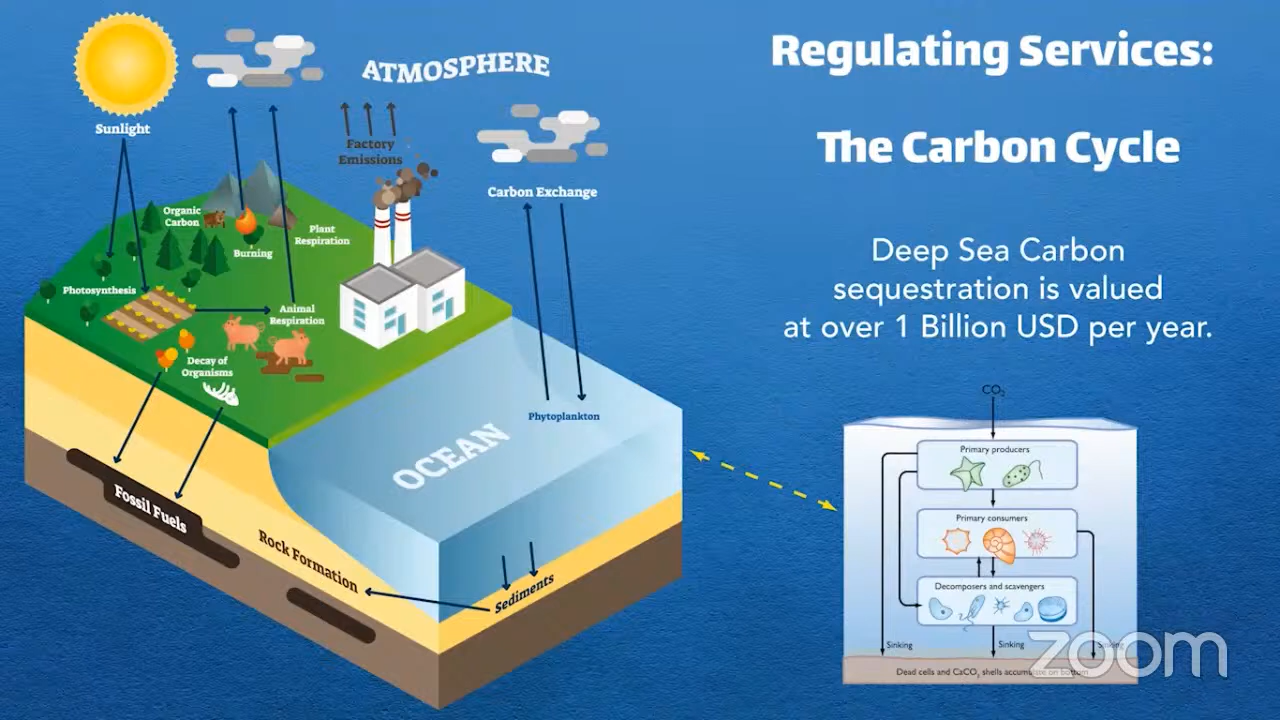 Regulating Services:
The Carbon Cycle
Deep Sea Carbon
sequestration is valued
at over 1 Billion USD per year.
ATMOSPHERE
Sunlight
Factory
Emissions
Carbon Exchange
Organic
Carbon
Plant
Respiration
Burning
Photosynthesis
Animal
Respiration
Decay of
Organisms
Phytoplankton
OCEAN
Fossil Fuels
Rock Formation
Sediments
CO₂
Primary producers
Primary consumers
Decomposers and scavengers
Sinking
Sinking
Sinking
Dead cells and CaCO₃ shells accumulate on bottom
zoom